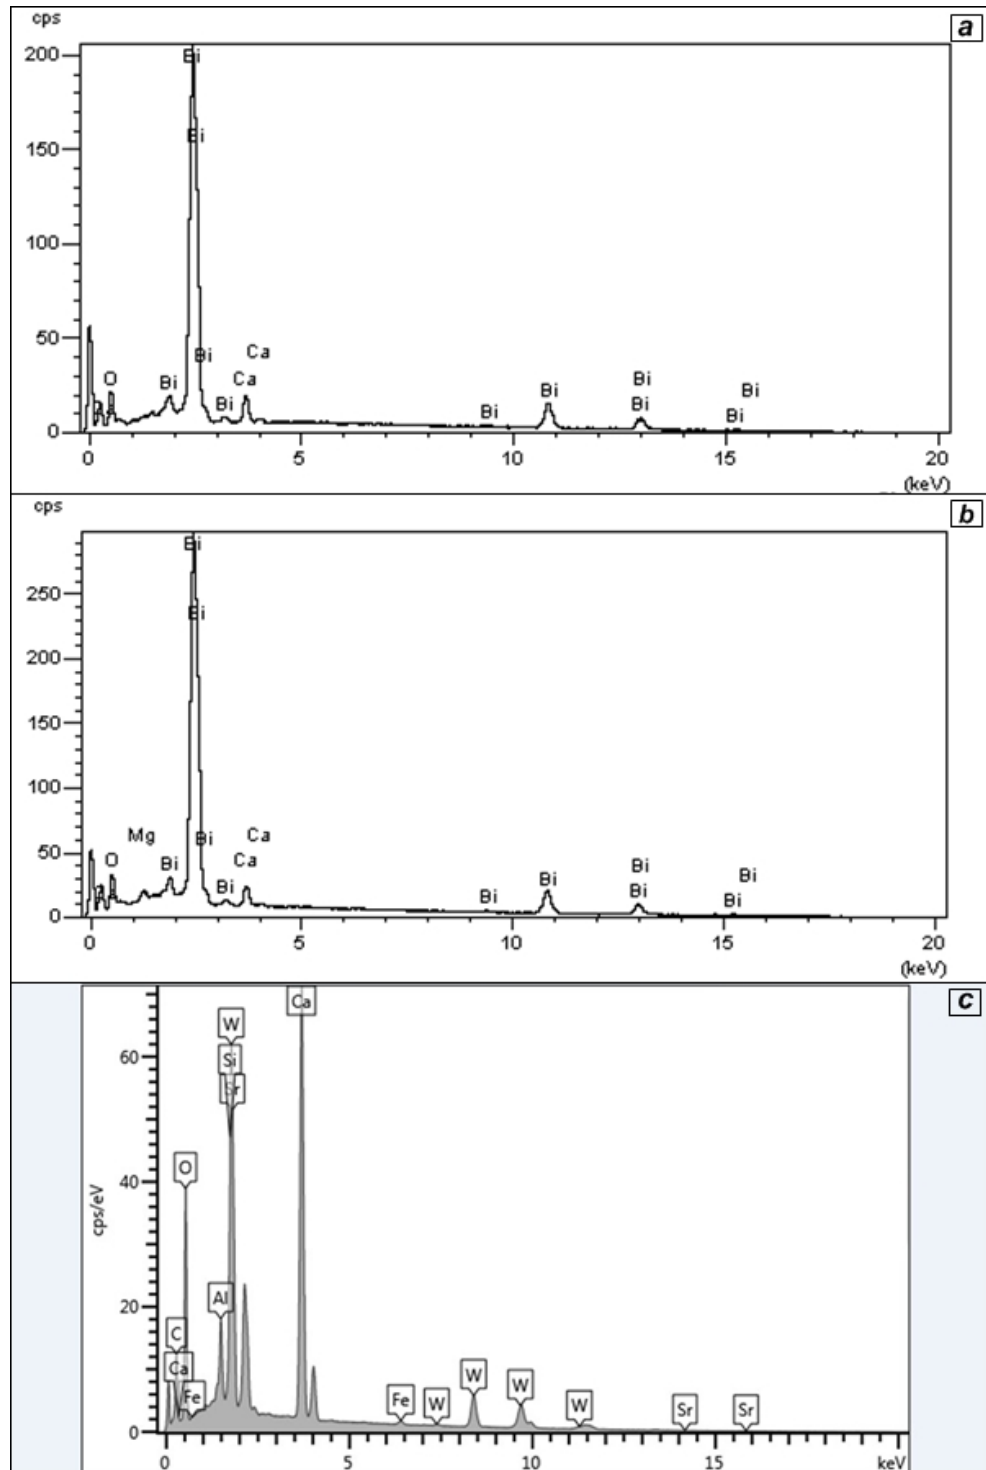 cps
a
200
Bi
150
Bi
100
50
Bi
Ca
O
Bi
Ca
Bi
Bi
Bi
Bi
Bi
Bi
Bi
0
0
5
10
15
20
(keV)
cps
b
Bi
250
Bi
200
150
100
Mg
Bi
Ca
50
O
Bi
Ca
Bi
Bi
Bi
Bi
Bi
Bi
Bi
0
0
5
10
15
20
(keV)
c
Ca
W
60
Si
Sr
O
40
cps/eV
Al
20
C
Ca
Fe
Fe
W
W
W
W
Sr
Sr
0
0
5
10
15
keV